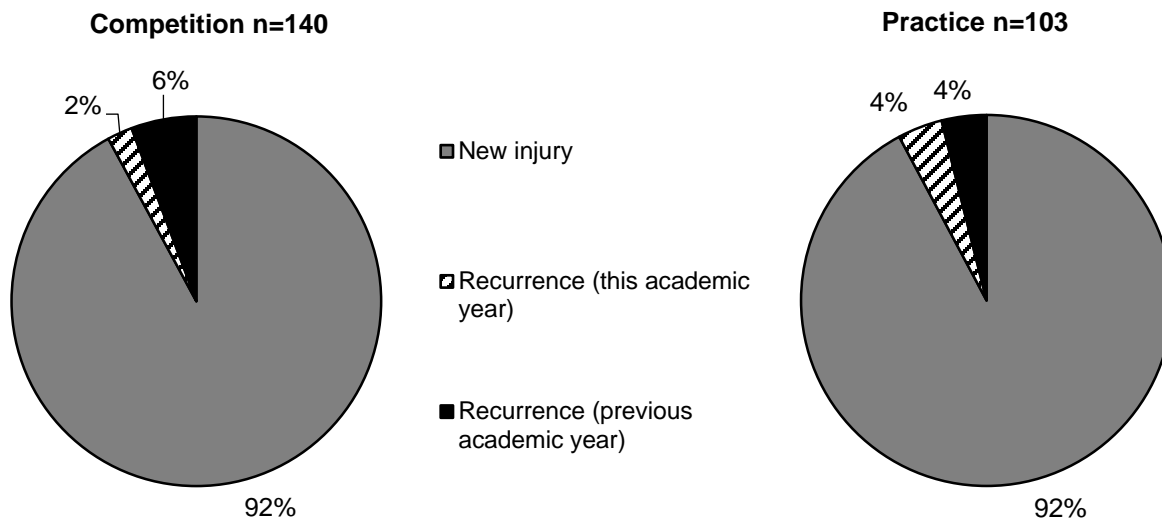 Competition n=140
6%
2%
92%
New injury
Recurrence (this academic
year)
Recurrence (previous
academic year)
Practice n=103
4%
4%
92%